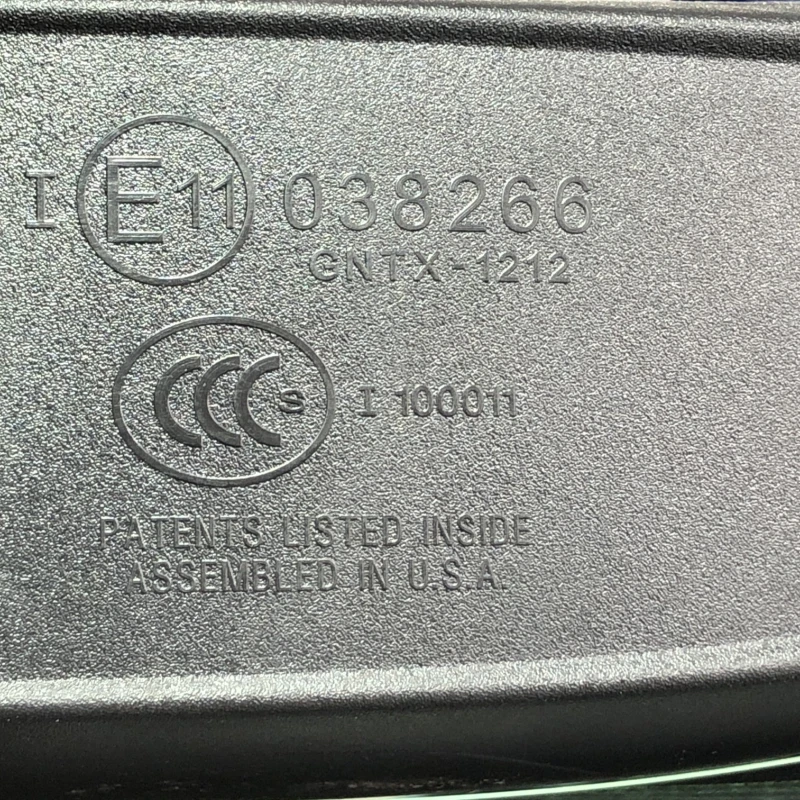 I E11 038266
GNTX-1212
CCC S I 100011
PATENTS LISTED INSIDE
ASSEMBLED IN U.S.A.